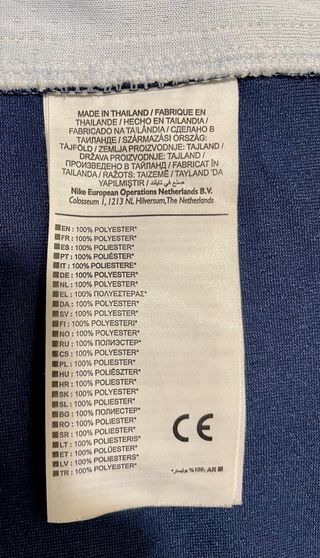 MADE IN THAILAND / FABRIQUE EN
THAILANDE / HECHO EN TAILANDIA /
FABRICADO NA TAILÂNDIA / СДЕЛАНО В
ТАИЛАНДЕ / SZÁRMAZÁSI ORSZÁG:
TÁJFÖLD / ZEMLJA PROIZVODNJE: TAJLAND /
DRŽAVA PROIZVODNJE: TAJLAND /
ПРОИЗВЕДЕНО В ТАЙЛАНД / FABRICAT ÎN
TAILANDA / RAŽOTS: TAIZEMĒ / TAYLAND 'DA
YAPILMIŞTIR / صنع في تايلند
Nike European Operations Netherlands B.V.
Colosseum 1, 1213 NL Hilversum, The Netherlands
EN : 100% POLYESTER*
FR : 100% POLYESTER*
ES : 100% POLIÉSTER*
PT : 100% POLIÉSTER*
IT : 100% POLIESTERE*
DE : 100% POLYESTER*
NL : 100% POLYESTER*
EL : 100% ΠΟΛΥΕΣΤΕΡΑΣ*
DA : 100% POLYESTER*
SV : 100% POLYESTER*
FI : 100% POLYESTERI*
NO : 100% POLYESTER*
RU : 100% ПОЛИЭСТЕР*
CS : 100% POLYESTER*
PL : 100% POLIESTER*
HU : 100% POLIÉSZTER*
HR : 100% POLIESTER*
SK : 100% POLYESTER*
SL : 100% POLIESTER*
BG : 100% ПОЛИЕСТЕР*
RO : 100% POLIESTER*
SR : 100% POLIESTER*
LT : 100% POLIESTERIS*
ET : 100% POLÜESTER*
LV : 100% POLIESTERS*
TR : 100% POLYESTER*
CE
AR : %100 بوليستر*